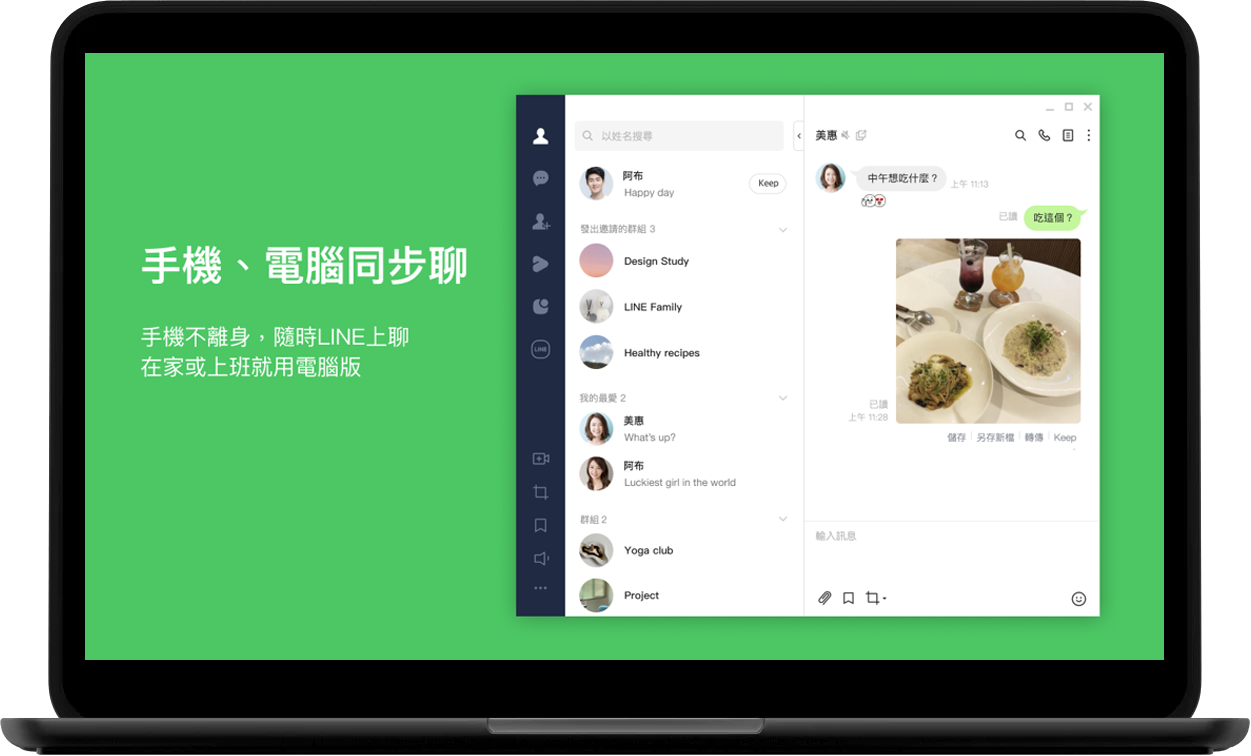 手機、電腦同步聊
手機不離身，隨時LINE上聊
在家或上班就用電腦版
LINE
以姓名搜尋
阿布
Happy day
Keep
發出邀請的群組 3
Design Study
LINE Family
Healthy recipes
我的最愛 2
美惠
What's up?
阿布
Luckiest girl in the world
群組 2
Yoga club
Project
美惠
中午想吃什麼？
上午 11:13
已讀
吃這個？
已讀
上午 11:28
儲存 | 另存新檔 | 轉傳 | Keep
輸入訊息